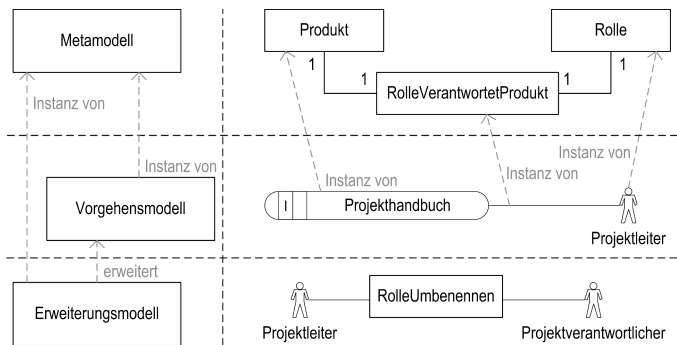 Metamodell
Produkt
Rolle
1
1
1
1
RolleVerantwortetProdukt
Instanz von
Instanz von
Instanz von
Instanz von
Instanz von
Vorgehensmodell
I
Projekthandbuch
Projektleiter
erweitert
Erweiterungsmodell
RolleUmbenennen
Projektleiter
Projektverantwortlicher